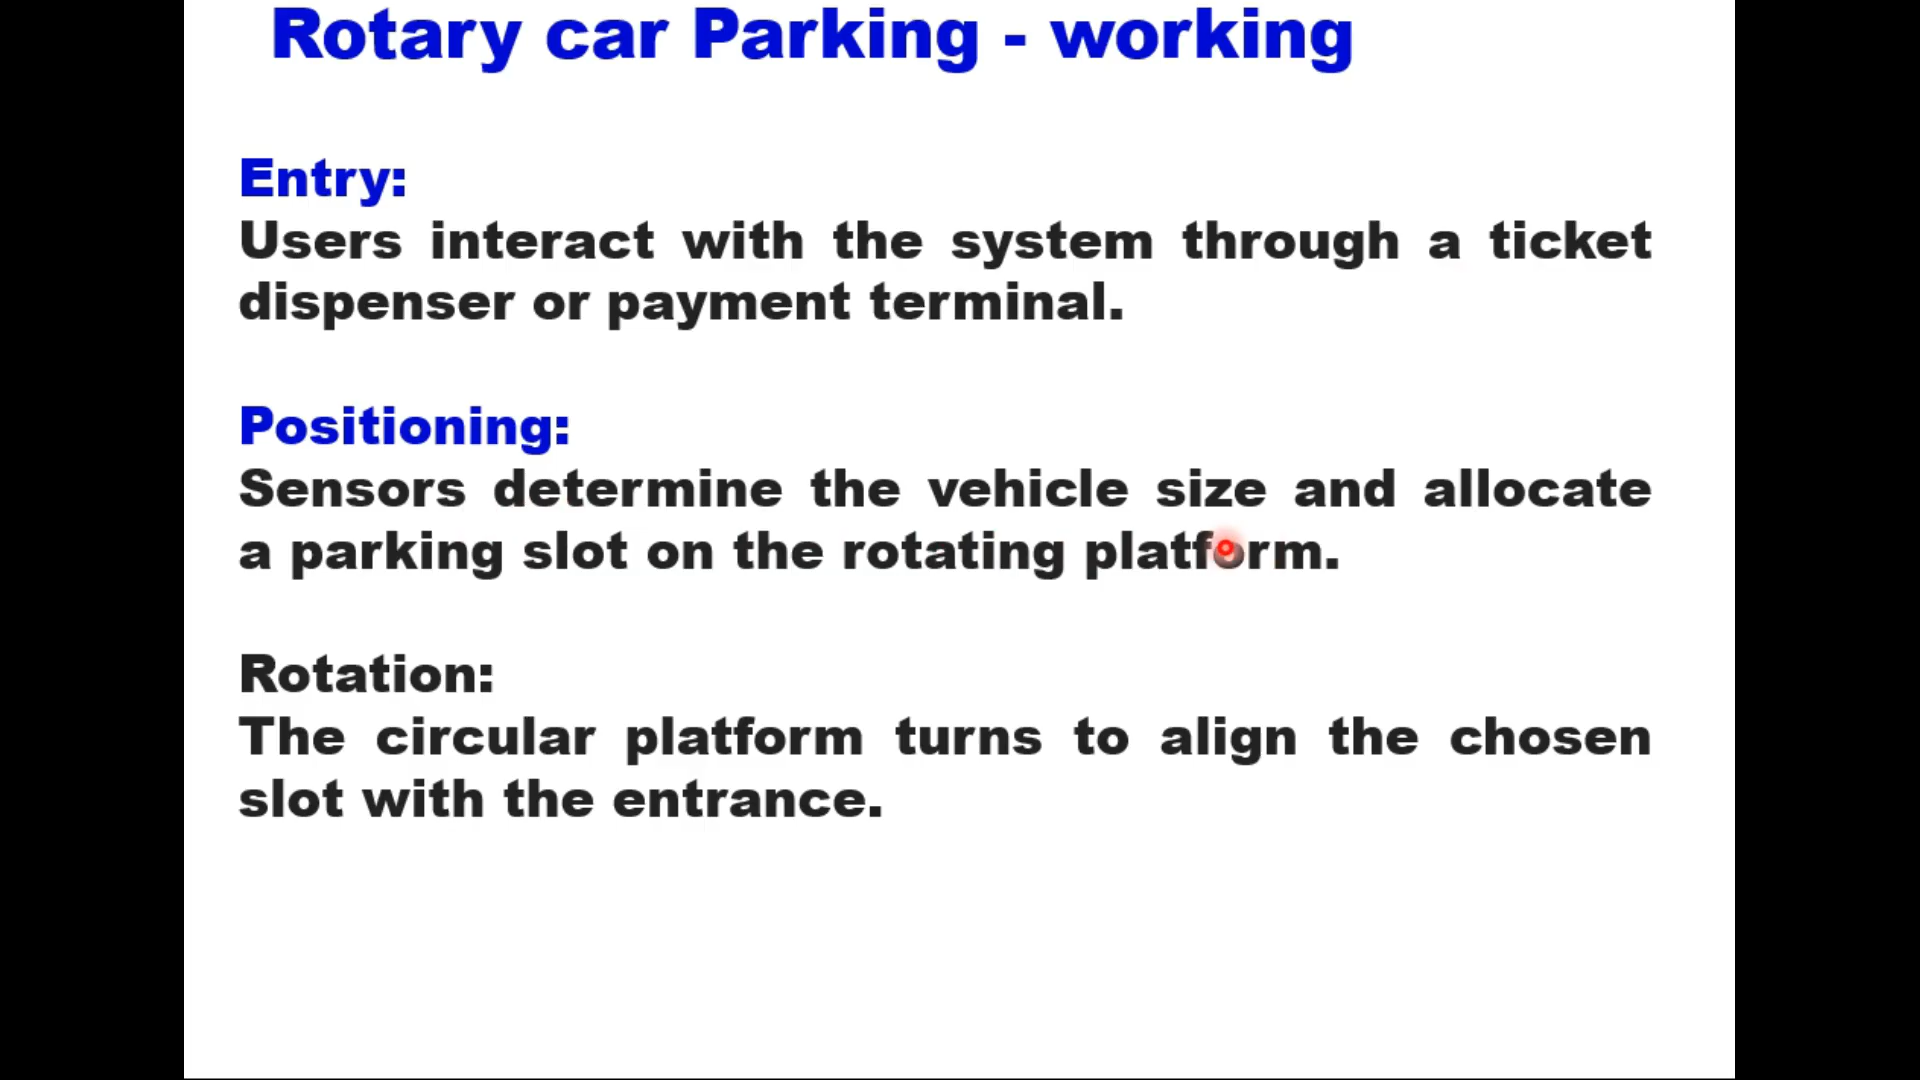 Rotary car Parking - working
Entry:
Users interact with the system through a ticket
dispenser or payment terminal.
Positioning:
Sensors determine the vehicle size and allocate
a parking slot on the rotating platform.
Rotation:
The circular platform turns to align the chosen
slot with the entrance.